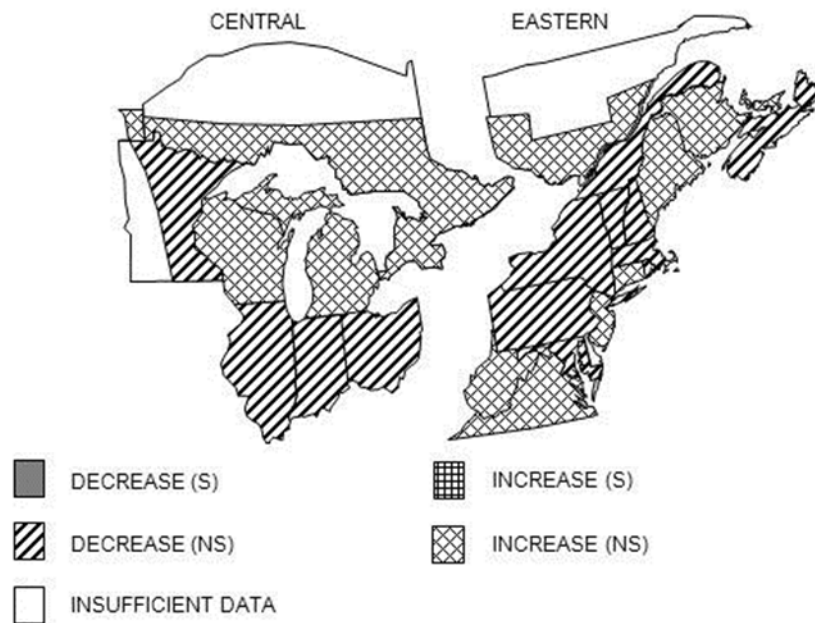 CENTRAL
EASTERN
DECREASE (S)
INCREASE (S)
DECREASE (NS)
INCREASE (NS)
INSUFFICIENT DATA